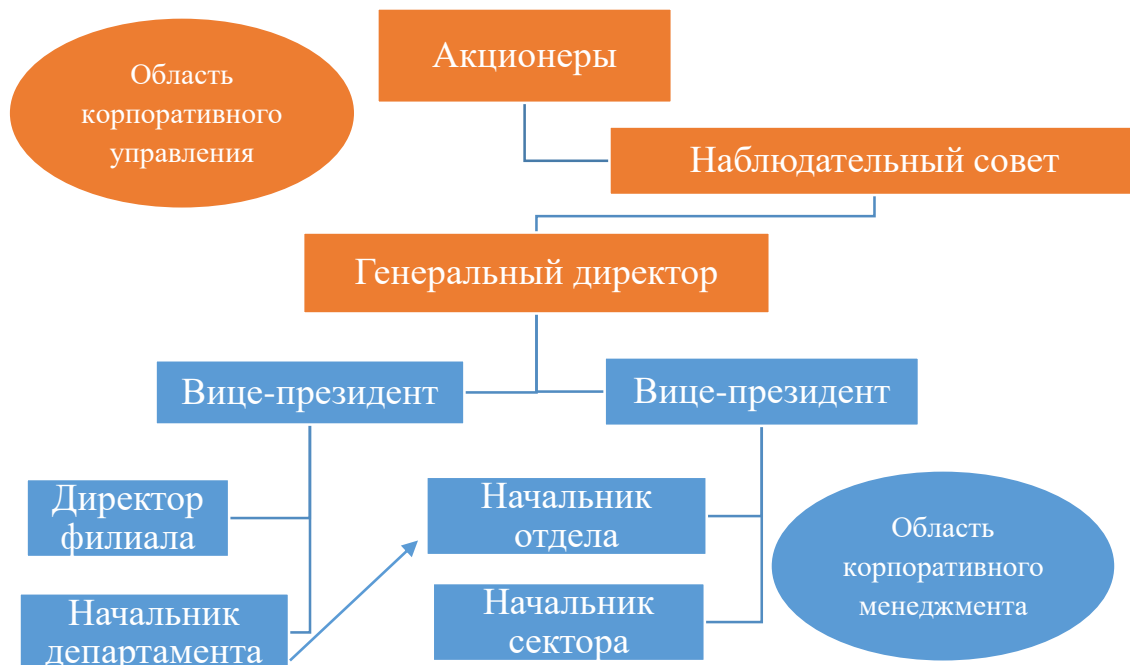 Акционеры
Область
корпоративного
управления
Наблюдательный совет
Генеральный директор
Вице-президент
Вице-президент
Директор
филиала
Начальник
отдела
Область
корпоративного
менеджмента
Начальник
департамента
Начальник
сектора